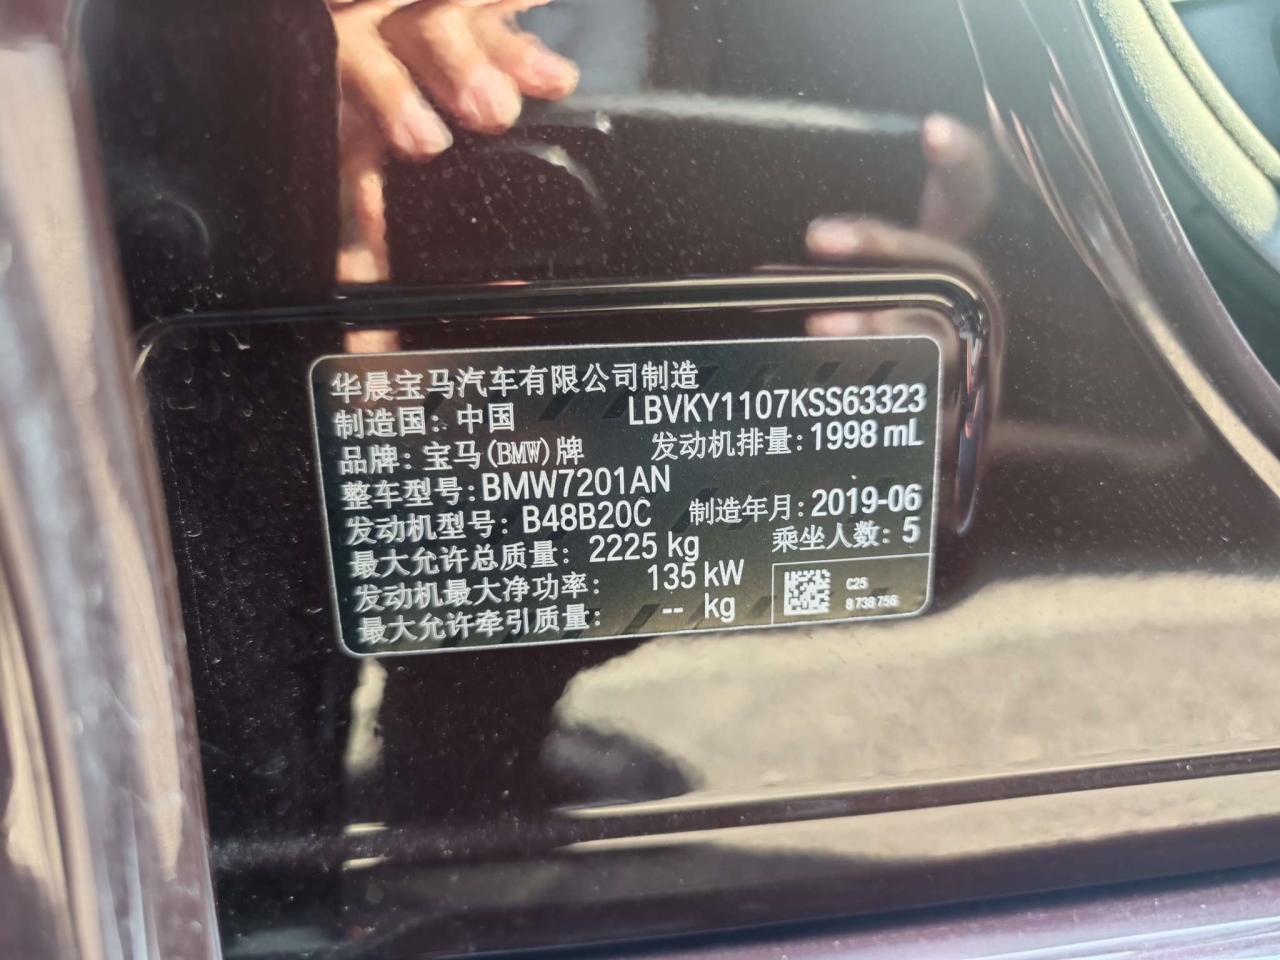 华晨宝马汽车有限公司制造
制造国：中国 LBVKY1107KSS63323
品牌：宝马(BMW)牌 发动机排量：1998 mL
整车型号：BMW7201AN
发动机型号：B48B20C 制造年月：2019-06
最大允许总质量：2225 kg 乘坐人数：5
发动机最大净功率： 135 kW
最大允许牵引质量： -- kg
C25
8 738 756